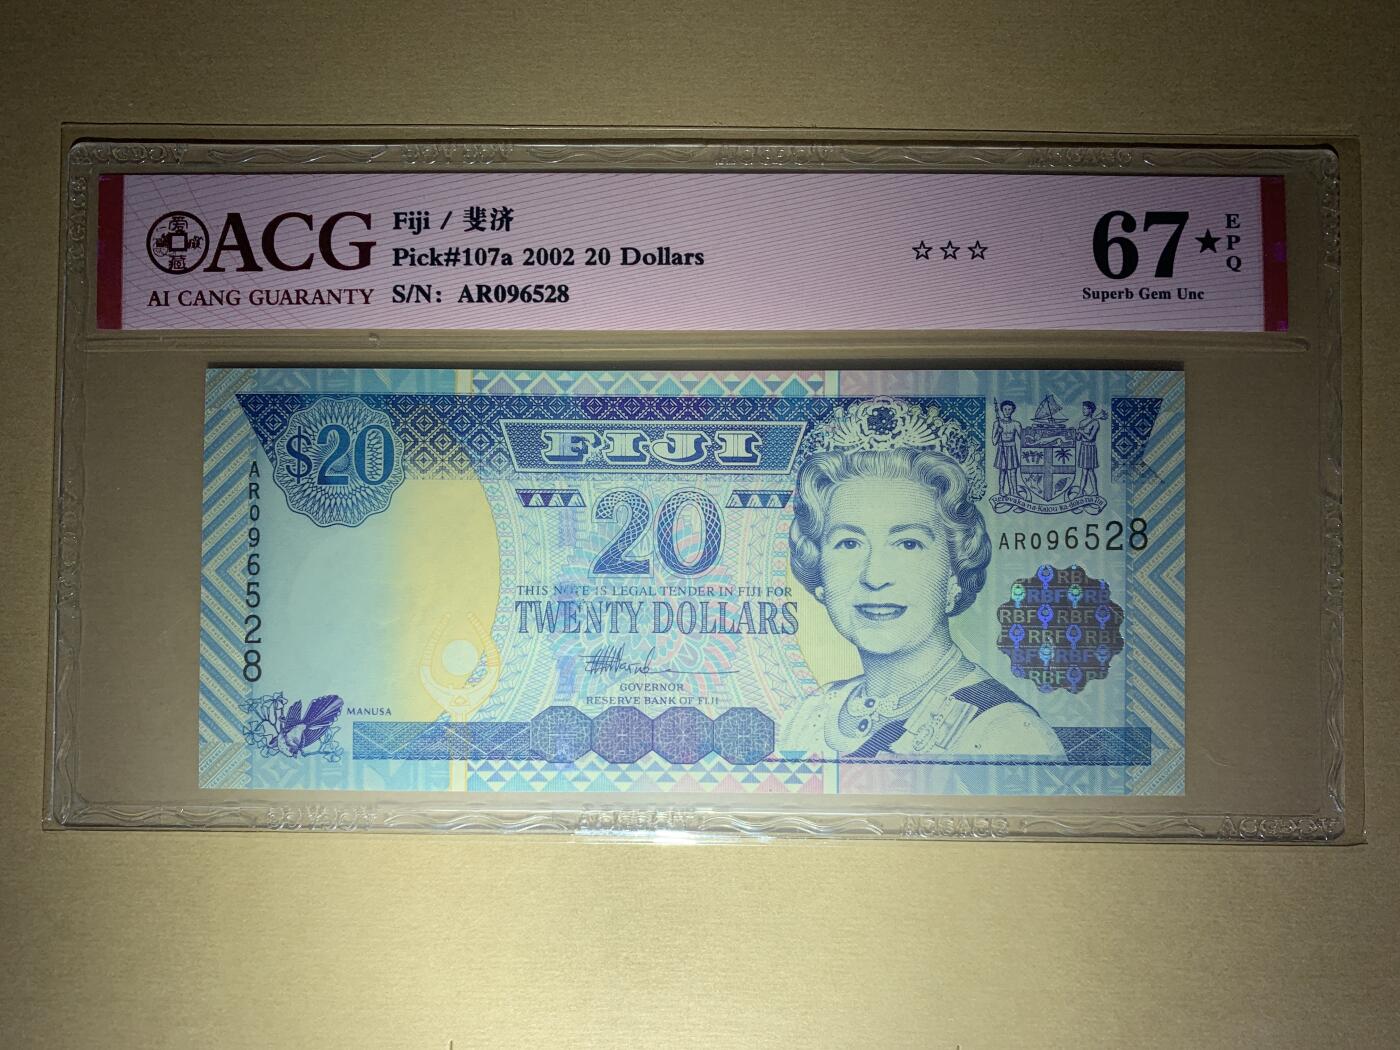 ACG
AI CANG GUARANTY
Fiji / 斐济
Pick#107a 2002 20 Dollars
S/N: AR096528
☆☆☆
67★
EPQ
Superb Gem Unc
$20
FIJI
20
THIS NOTE IS LEGAL TENDER IN FIJI FOR
TWENTY DOLLARS
GOVERNOR
RESERVE BANK OF FIJI
AR096528
MANUSA
AR096528
RBF